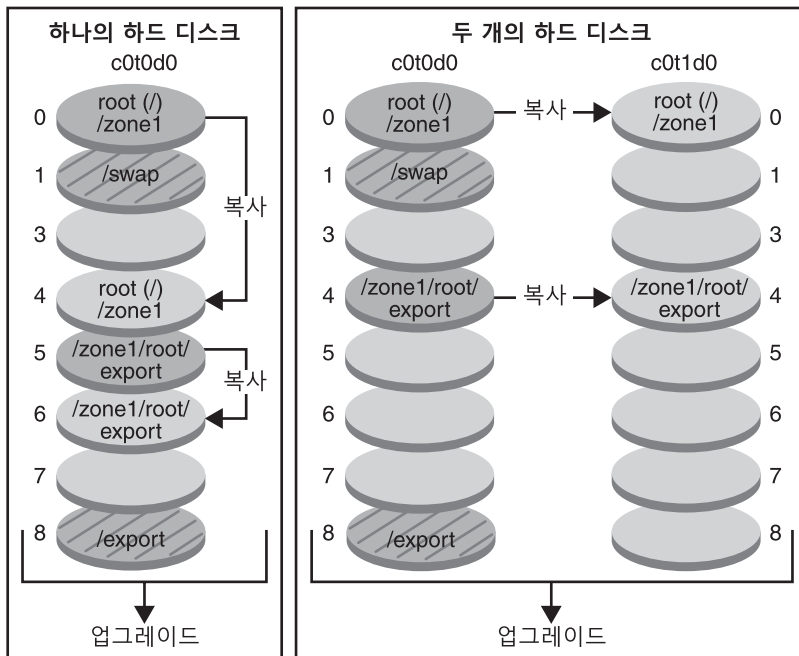 하나의 하드 디스크
c0t0d0
0
root (/)
/zone1
1
/swap
복사
3
4
root (/)
/zone1
5
/zone1/root/
export
복사
6
/zone1/root/
export
7
8
/export
업그레이드
두 개의 하드 디스크
c0t0d0
c0t1d0
0
root (/)
/zone1
복사
root (/)
/zone1
0
1
/swap
1
3
3
4
/zone1/root/
export
복사
/zone1/root/
export
4
5
5
6
6
7
7
8
/export
8
업그레이드